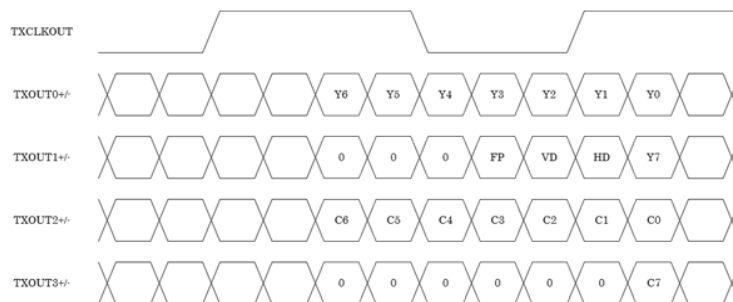 TXCLKOUT
TXOUT0+/- Y6 Y5 Y4 Y3 Y2 Y1 Y0
TXOUT1+/- 0 0 0 FP VD HD Y7
TXOUT2+/- C6 C5 C4 C3 C2 C1 C0
TXOUT3+/- 0 0 0 0 0 0 C7